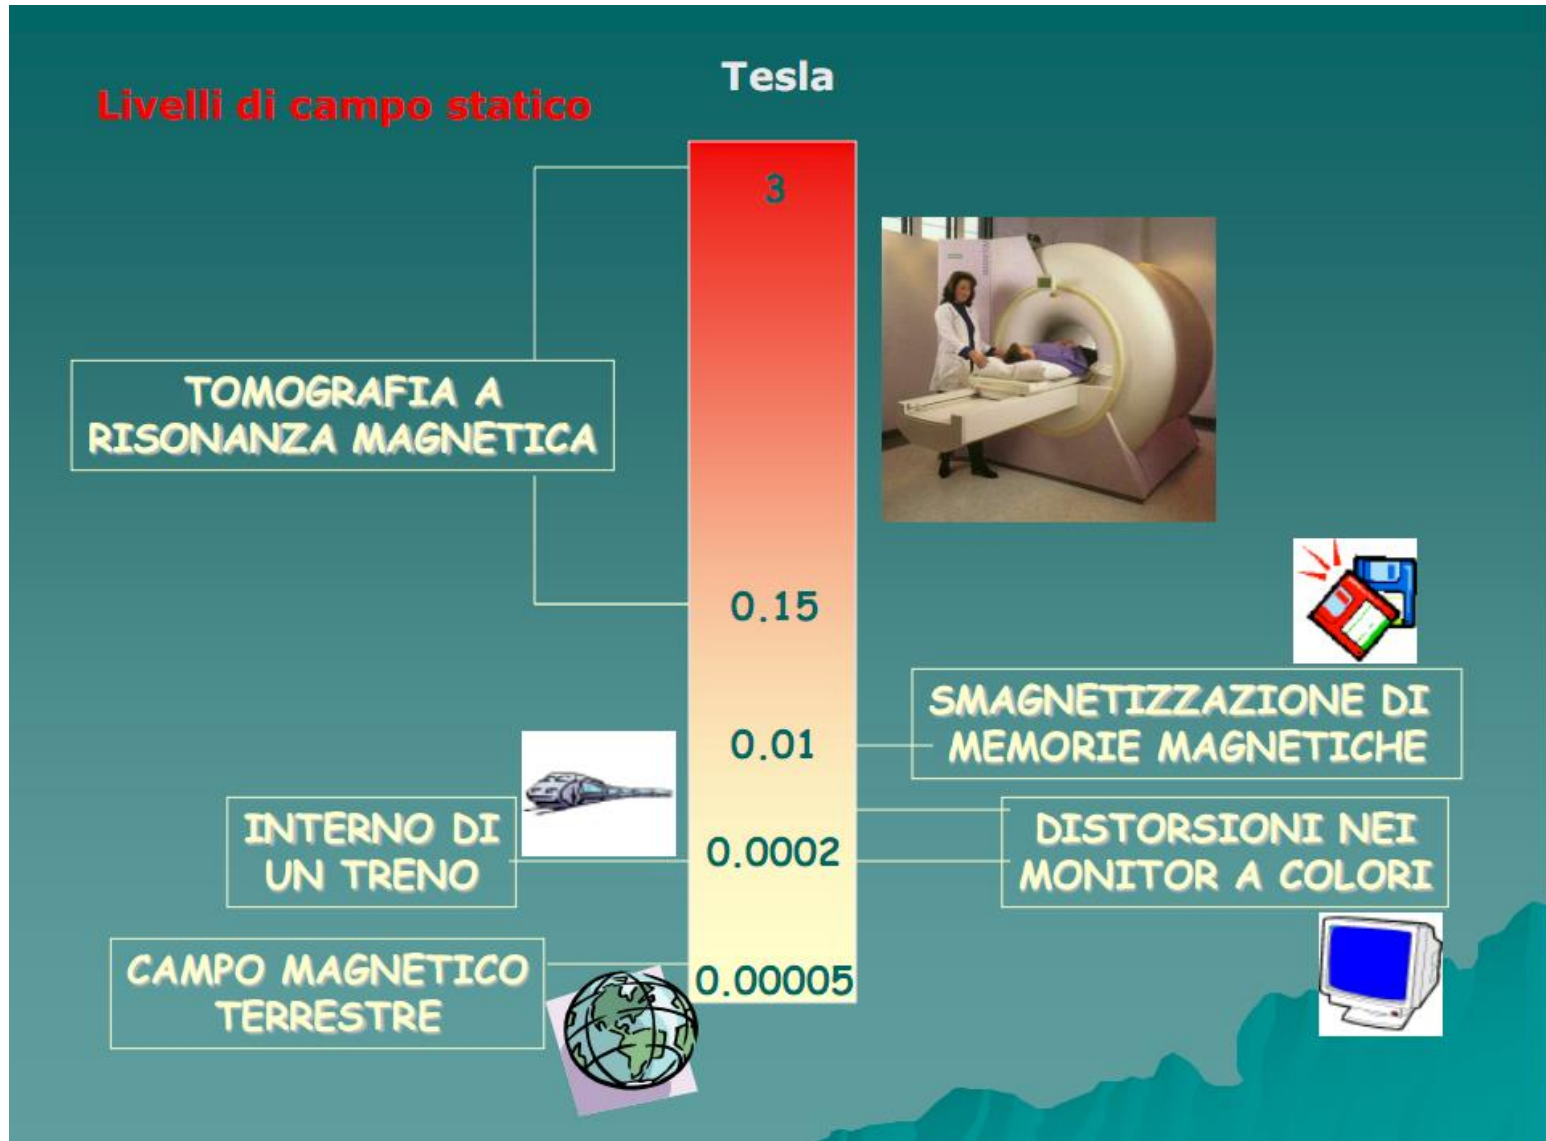 Tesla
Livelli di campo statico
3
TOMOGRAFIA A
RISONANZA MAGNETICA
0.15
SMAGNETIZZAZIONE DI
MEMORIE MAGNETICHE
0.01
INTERNO DI
UN TRENO
0.0002
DISTORSIONI NEI
MONITOR A COLORI
CAMPO MAGNETICO
TERRESTRE
0.00005